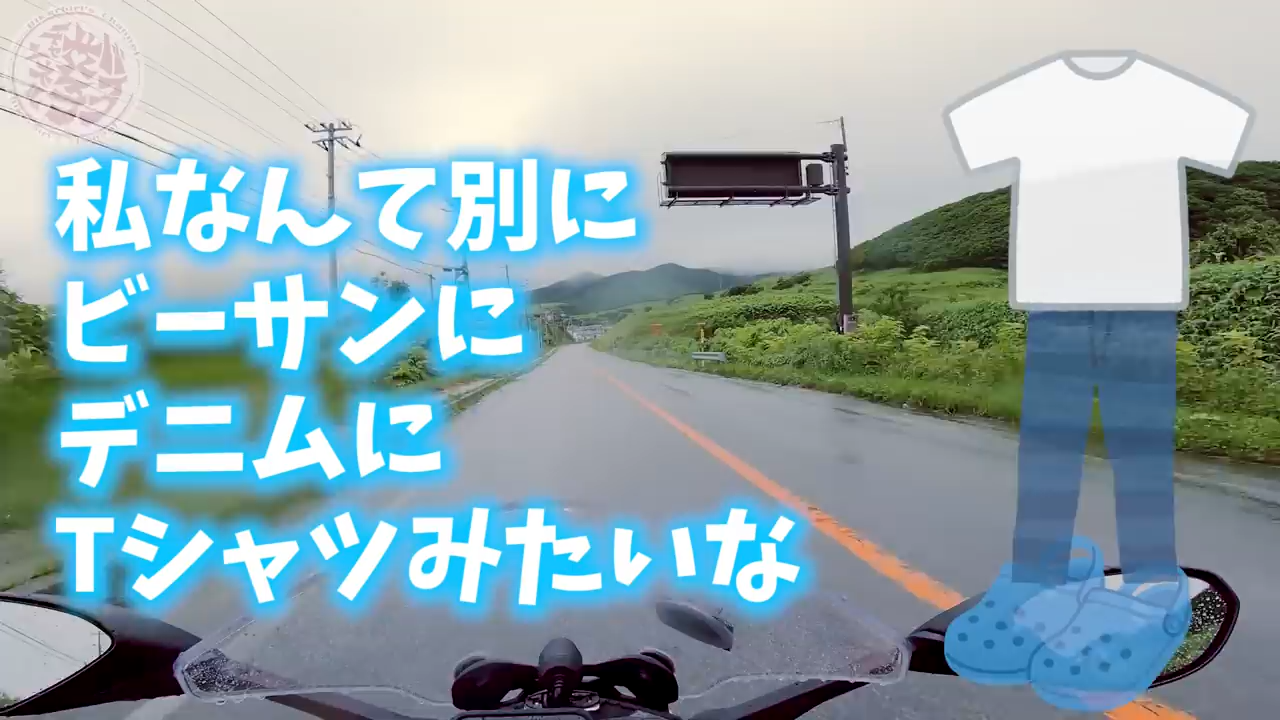 私なんて別に
ビーサンに
デニムに
Tシャツみたいな